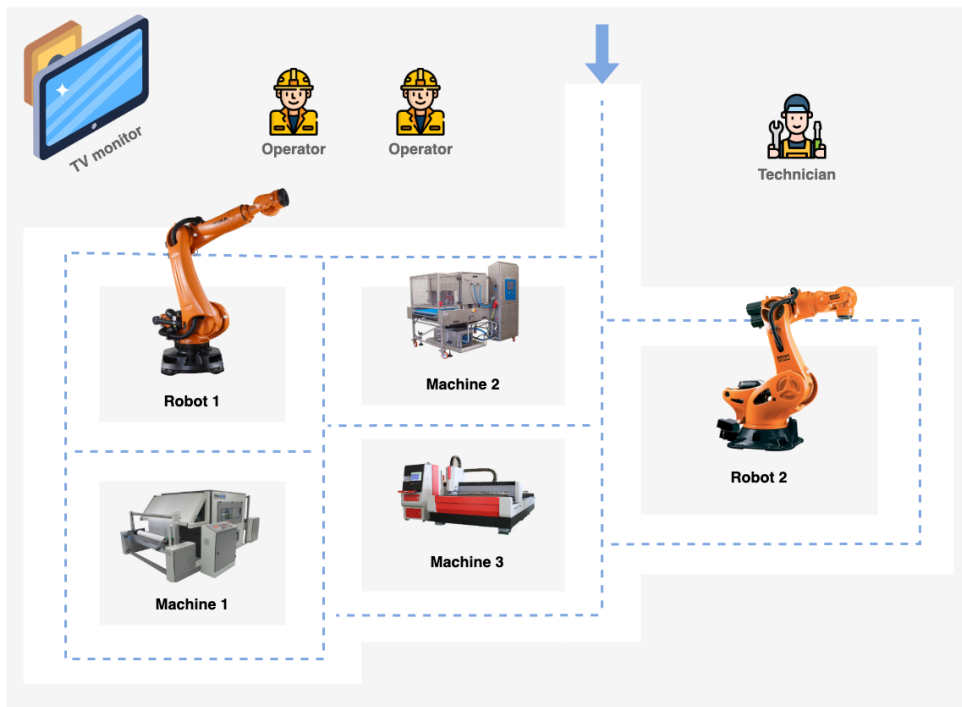 TV monitor
Operator
Operator
Technician
Robot 1
Machine 2
Robot 2
Machine 3
Machine 1